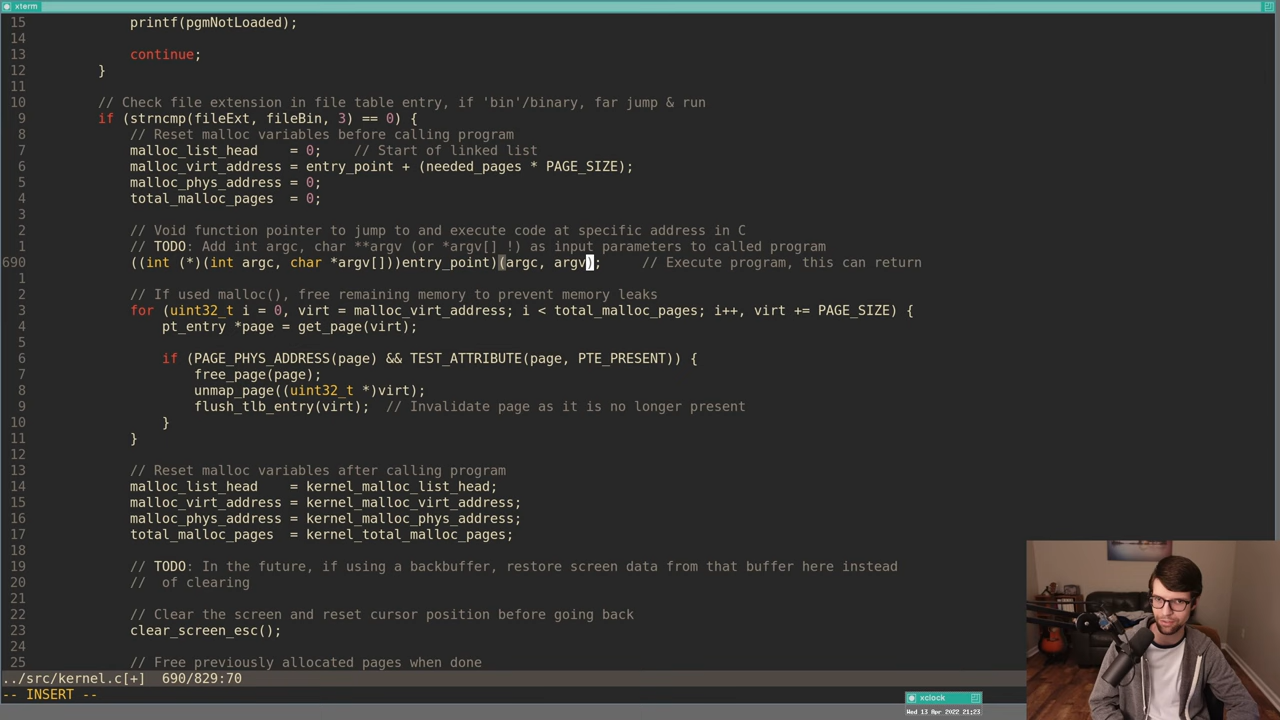 xterm
15 printf(pgmNotLoaded);
14
13 continue;
12 }
11
10 // Check file extension in file table entry, if 'bin'/binary, far jump & run
9 if (strncmp(fileExt, fileBin, 3) == 0) {
8 // Reset malloc variables before calling program
7 malloc_list_head = 0; // Start of linked list
6 malloc_virt_address = entry_point + (needed_pages * PAGE_SIZE);
5 malloc_phys_address = 0;
4 total_malloc_pages = 0;
3
2 // Void function pointer to jump to and execute code at specific address in C
1 // TODO: Add int argc, char **argv (or *argv[] !) as input parameters to called program
690 ((int (*)(int argc, char *argv[]))entry_point)(argc, argv); // Execute program, this can return
1
2 // If used malloc(), free remaining memory to prevent memory leaks
3 for (uint32_t i = 0, virt = malloc_virt_address; i < total_malloc_pages; i++, virt += PAGE_SIZE) {
4 pt_entry *page = get_page(virt);
5
6 if (PAGE_PHYS_ADDRESS(page) && TEST_ATTRIBUTE(page, PTE_PRESENT)) {
7 free_page(page);
8 unmap_page((uint32_t *)virt);
9 flush_tlb_entry(virt); // Invalidate page as it is no longer present
10 }
11 }
12
13 // Reset malloc variables after calling program
14 malloc_list_head = kernel_malloc_list_head;
15 malloc_virt_address = kernel_malloc_virt_address;
16 malloc_phys_address = kernel_malloc_phys_address;
17 total_malloc_pages = kernel_total_malloc_pages;
18
19 // TODO: In the future, if using a backbuffer, restore screen data from that buffer here instead
20 // of clearing
21
22 // Clear the screen and reset cursor position before going back
23 clear_screen_esc();
24
25 // Free previously allocated pages when done
../src/kernel.c[+] 690/829:70
-- INSERT --
xclock
Wed 13 Apr 2022 21:23